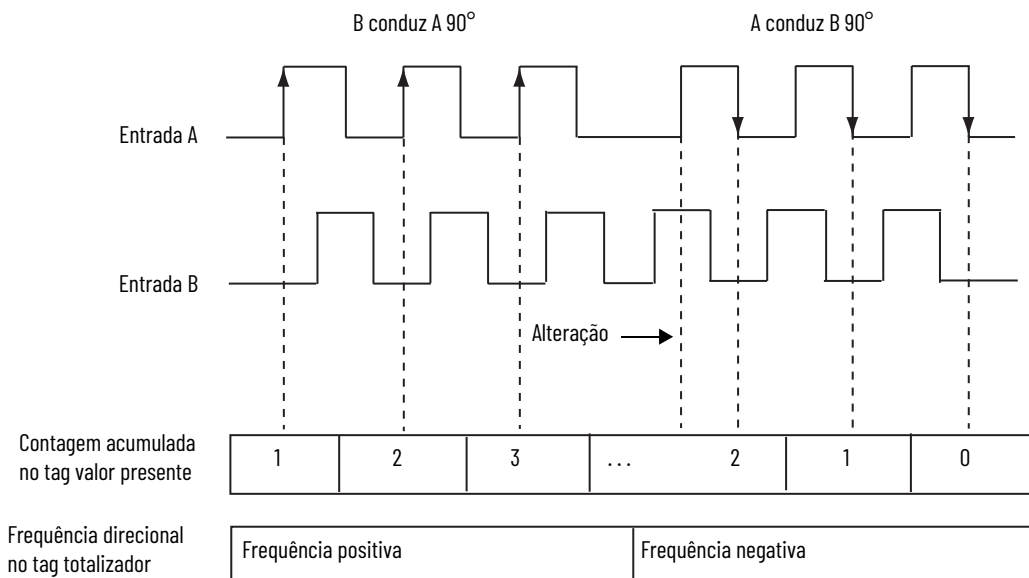 B conduz A 90°
A conduz B 90°
Entrada A
Entrada B
Alteração
Contagem acumulada
no tag valor presente
1
2
3
...
2
1
0
Frequência direcional
no tag totalizador
Frequência positiva
Frequência negativa